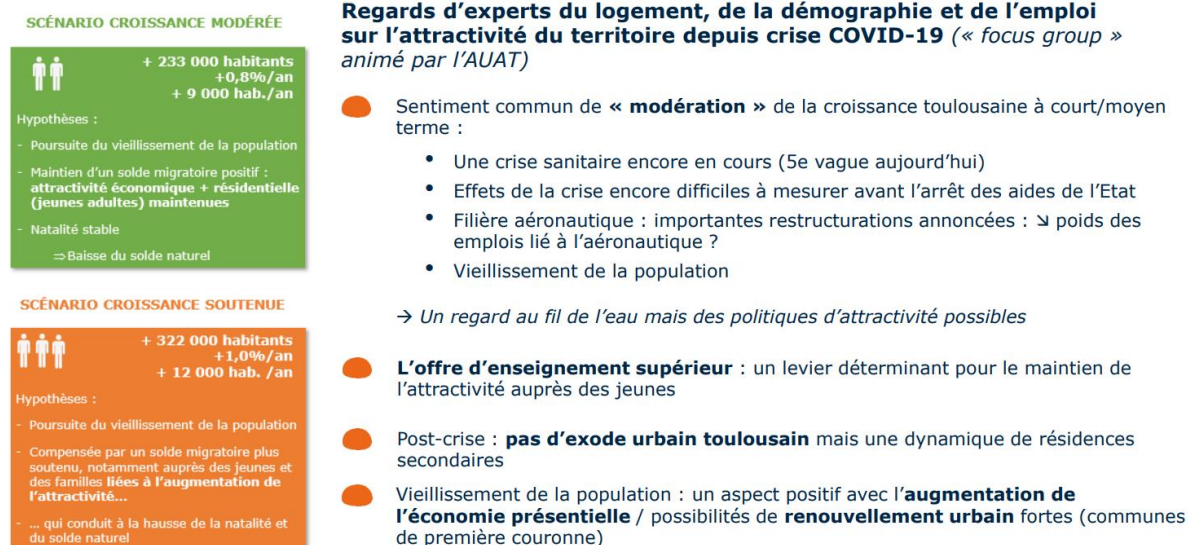 SCÉNARIO CROISSANCE MODÉRÉE
+ 233 000 habitants
+0,8%/an
+ 9 000 hab./an
Hypothèses :
- Poursuite du vieillissement de la population
- Maintien d'un solde migratoire positif :
attractivité économique + résidentielle
(jeunes adultes) maintenues
- Natalité stable
⇒Baisse du solde naturel
SCÉNARIO CROISSANCE SOUTENUE
+ 322 000 habitants
+1,0%/an
+ 12 000 hab. /an
Hypothèses :
- Poursuite du vieillissement de la population
- Compensée par un solde migratoire plus
soutenu, notamment auprès des jeunes et
des familles liées à l'augmentation de
l'attractivité...
- ... qui conduit à la hausse de la natalité et
du solde naturel
Regards d'experts du logement, de la démographie et de l'emploi
sur l'attractivité du territoire depuis crise COVID-19 (« focus group »
animé par l'AUAT)
Sentiment commun de « modération » de la croissance toulousaine à court/moyen
terme :
• Une crise sanitaire encore en cours (5e vague aujourd'hui)
• Effets de la crise encore difficiles à mesurer avant l'arrêt des aides de l'Etat
• Filière aéronautique : importantes restructurations annoncées : ↘ poids des
emplois lié à l'aéronautique ?
• Vieillissement de la population
→ Un regard au fil de l'eau mais des politiques d'attractivité possibles
L'offre d'enseignement supérieur : un levier déterminant pour le maintien de
l'attractivité auprès des jeunes
Post-crise : pas d'exode urbain toulousain mais une dynamique de résidences
secondaires
Vieillissement de la population : un aspect positif avec l'augmentation de
l'économie présentielle / possibilités de renouvellement urbain fortes (communes
de première couronne)